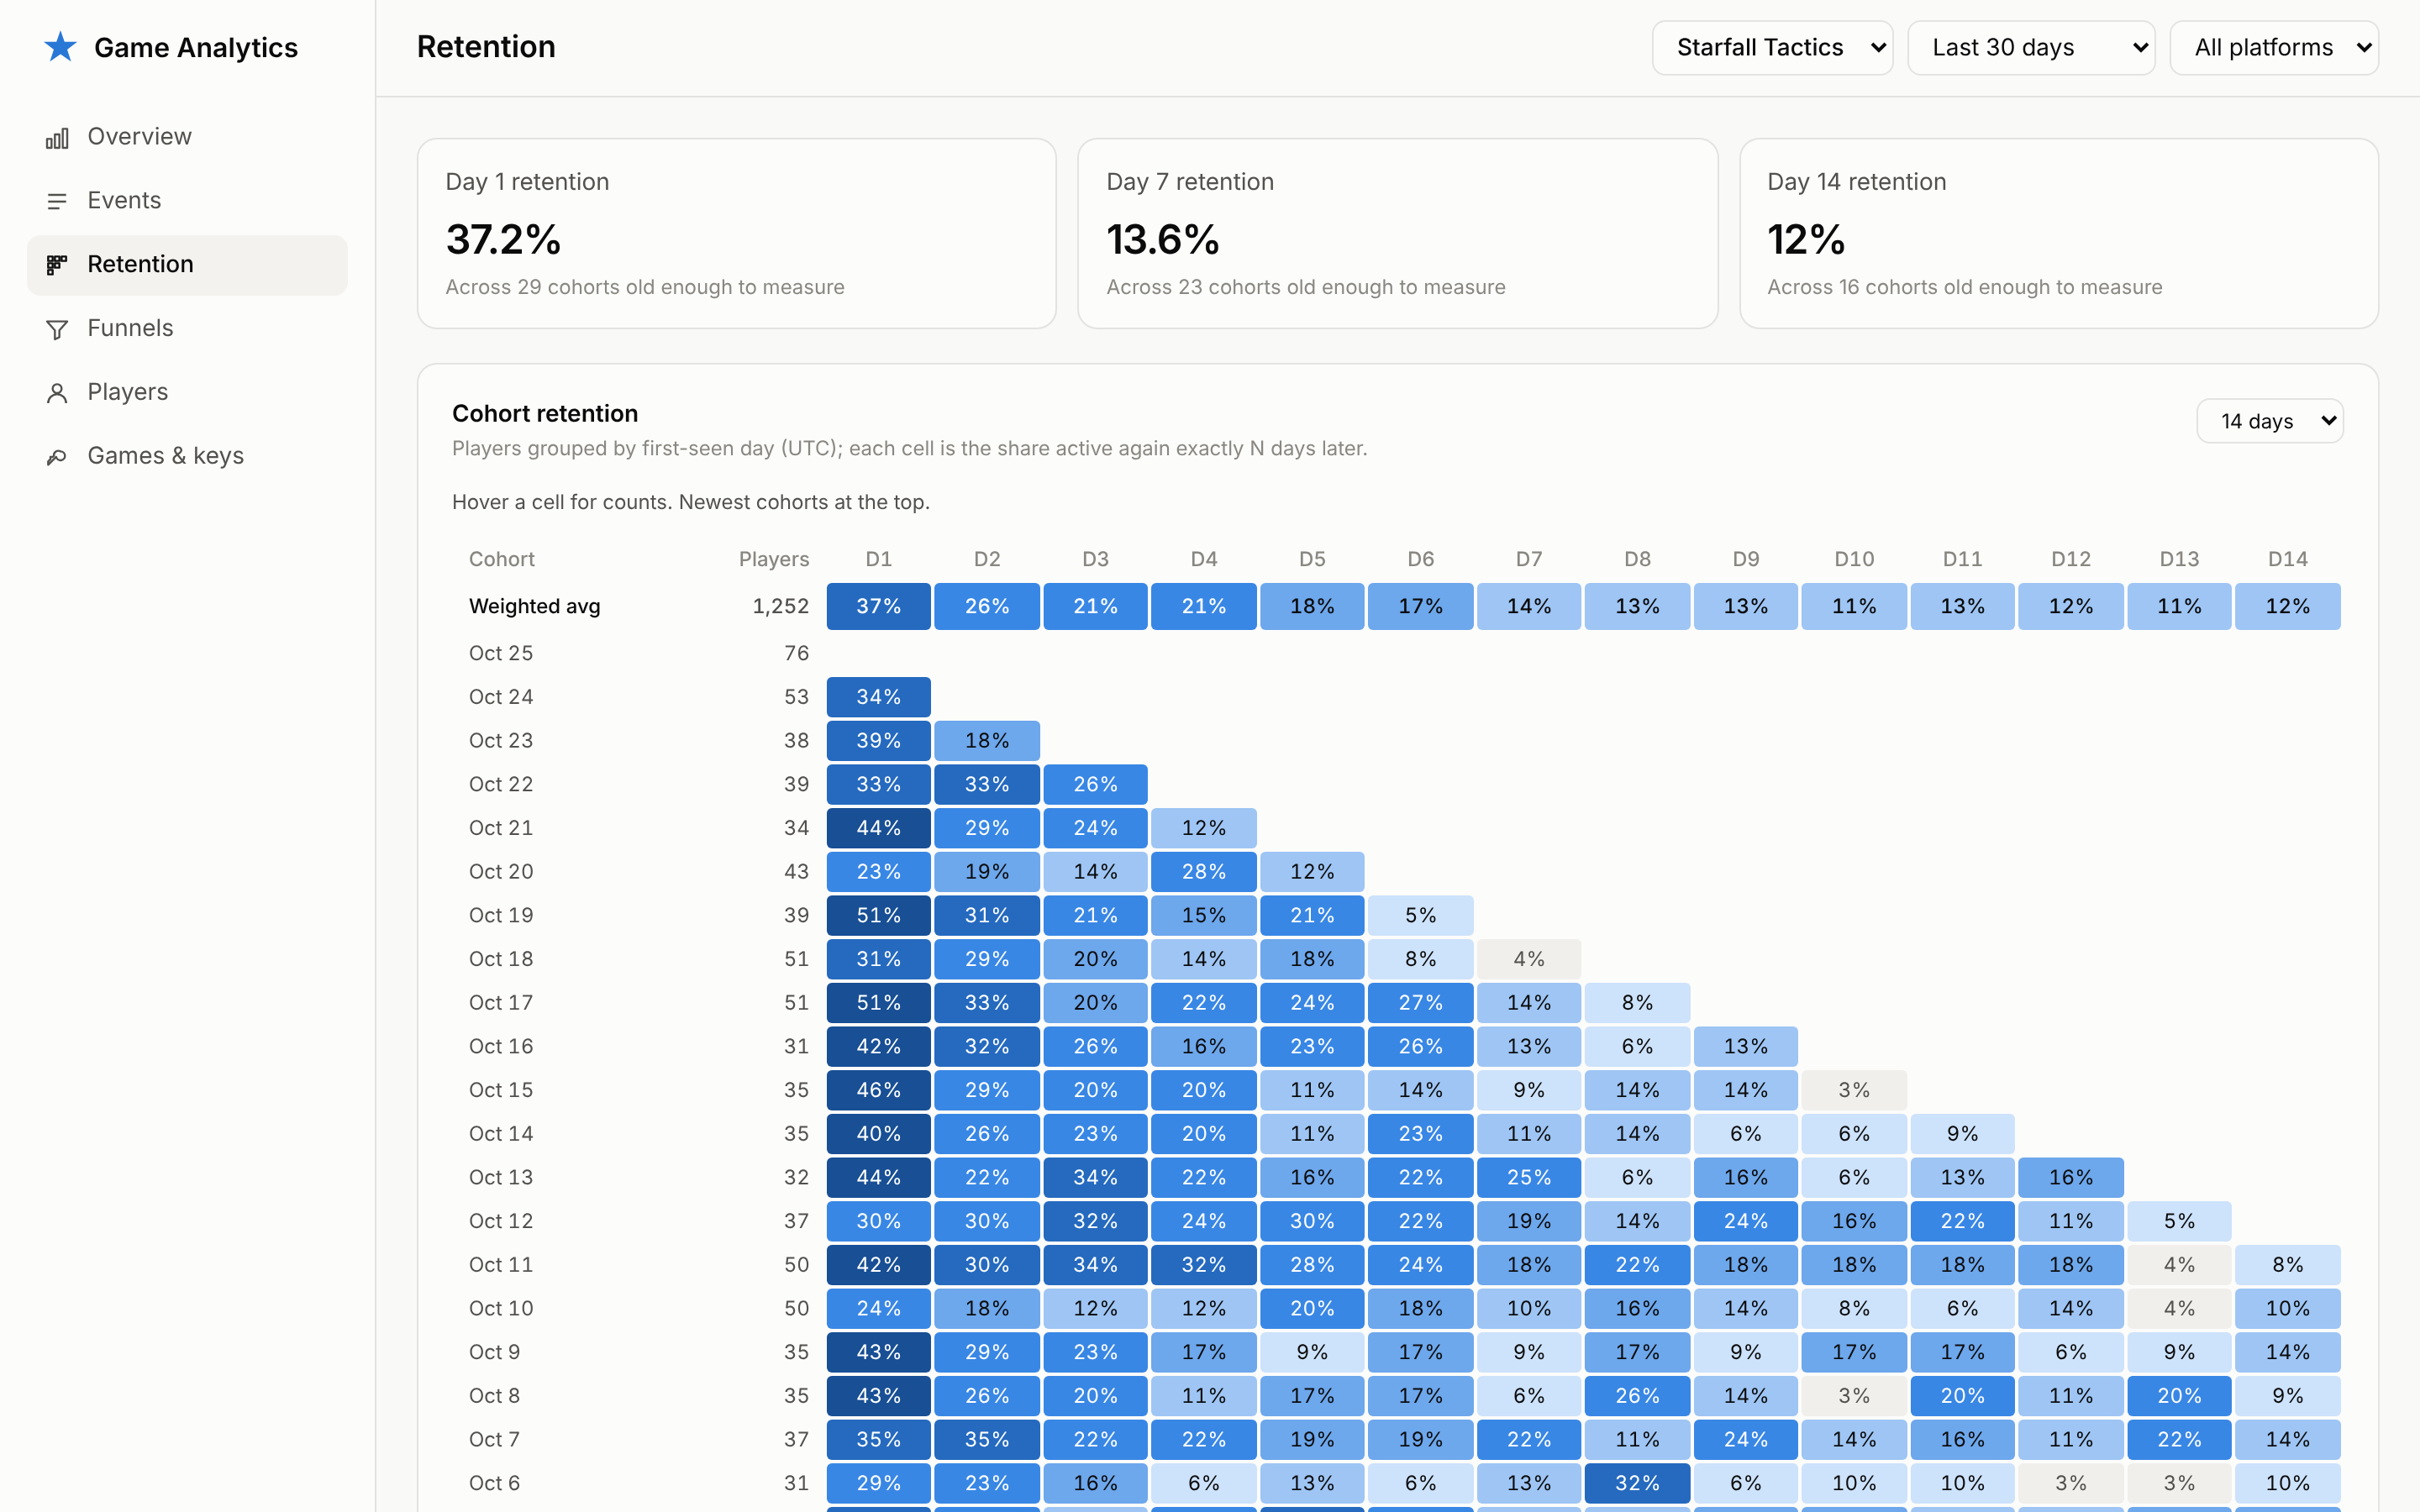 Game Analytics
Overview
Events
Retention
Funnels
Players
Games & keys
Retention
Starfall Tactics
Last 30 days
All platforms
Day 1 retention
37.2%
Across 29 cohorts old enough to measure
Day 7 retention
13.6%
Across 23 cohorts old enough to measure
Day 14 retention
12%
Across 16 cohorts old enough to measure
Cohort retention
14 days
Players grouped by first-seen day (UTC); each cell is the share active again exactly N days later.
Hover a cell for counts. Newest cohorts at the top.
Cohort Players D1 D2 D3 D4 D5 D6 D7 D8 D9 D10 D11 D12 D13 D14
Weighted avg 1,252 37% 26% 21% 21% 18% 17% 14% 13% 13% 11% 13% 12% 11% 12%
Oct 25 76
Oct 24 53 34%
Oct 23 38 39% 18%
Oct 22 39 33% 33% 26%
Oct 21 34 44% 29% 24% 12%
Oct 20 43 23% 19% 14% 28% 12%
Oct 19 39 51% 31% 21% 15% 21% 5%
Oct 18 51 31% 29% 20% 14% 18% 8% 4%
Oct 17 51 51% 33% 20% 22% 24% 27% 14% 8%
Oct 16 31 42% 32% 26% 16% 23% 26% 13% 6% 13%
Oct 15 35 46% 29% 20% 20% 11% 14% 9% 14% 14% 3%
Oct 14 35 40% 26% 23% 20% 11% 23% 11% 14% 6% 6% 9%
Oct 13 32 44% 22% 34% 22% 16% 22% 25% 6% 16% 6% 13% 16%
Oct 12 37 30% 30% 32% 24% 30% 22% 19% 14% 24% 16% 22% 11% 5%
Oct 11 50 42% 30% 34% 32% 28% 24% 18% 22% 18% 18% 18% 18% 4% 8%
Oct 10 50 24% 18% 12% 12% 20% 18% 10% 16% 14% 8% 6% 14% 4% 10%
Oct 9 35 43% 29% 23% 17% 9% 17% 9% 17% 9% 17% 17% 6% 9% 14%
Oct 8 35 43% 26% 20% 11% 17% 17% 6% 26% 14% 3% 20% 11% 20% 9%
Oct 7 37 35% 35% 22% 22% 19% 19% 22% 11% 24% 14% 16% 11% 22% 14%
Oct 6 31 29% 23% 16% 6% 13% 6% 13% 32% 6% 10% 10% 3% 3% 10%